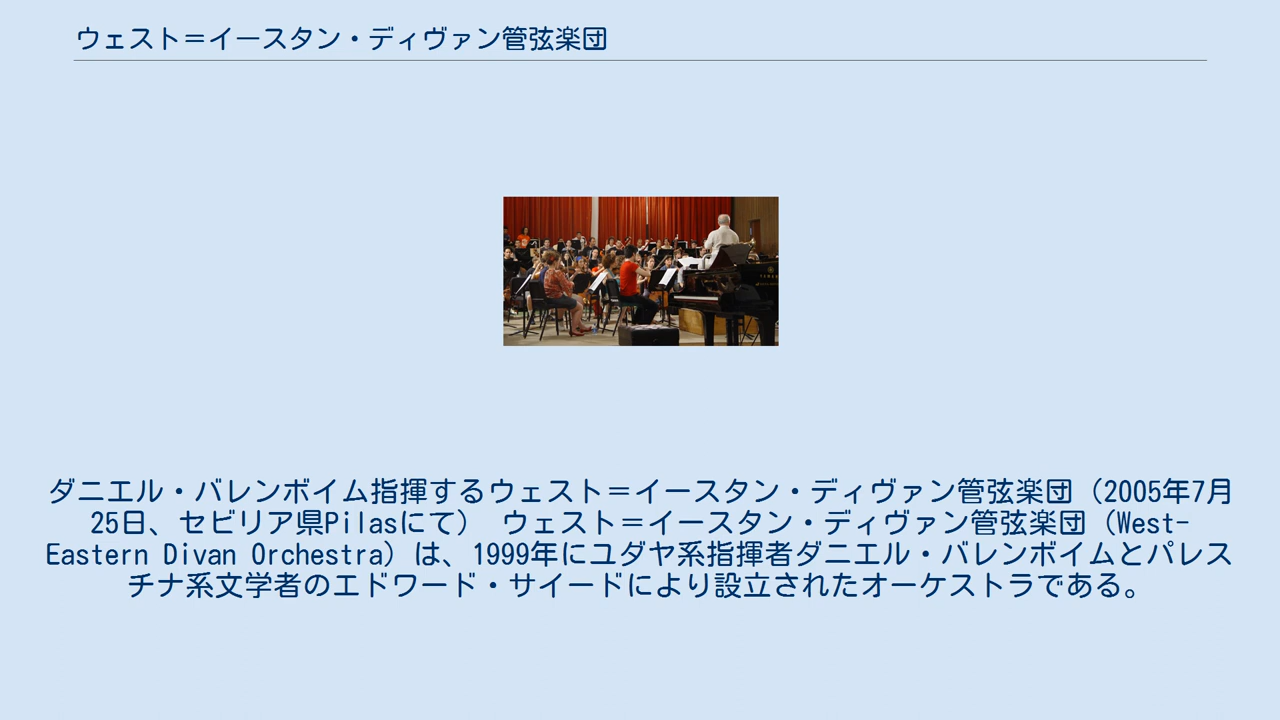 ウェスト＝イースタン・ディヴァン管弦楽団
ダニエル・バレンボイム指揮するウェスト＝イースタン・ディヴァン管弦楽団（2005年7月
25日、セビリア県Pilasにて） ウェスト＝イースタン・ディヴァン管弦楽団（West-
Eastern Divan Orchestra）は、1999年にユダヤ系指揮者ダニエル・バレンボイムとパレス
チナ系文学者のエドワード・サイードにより設立されたオーケストラである。